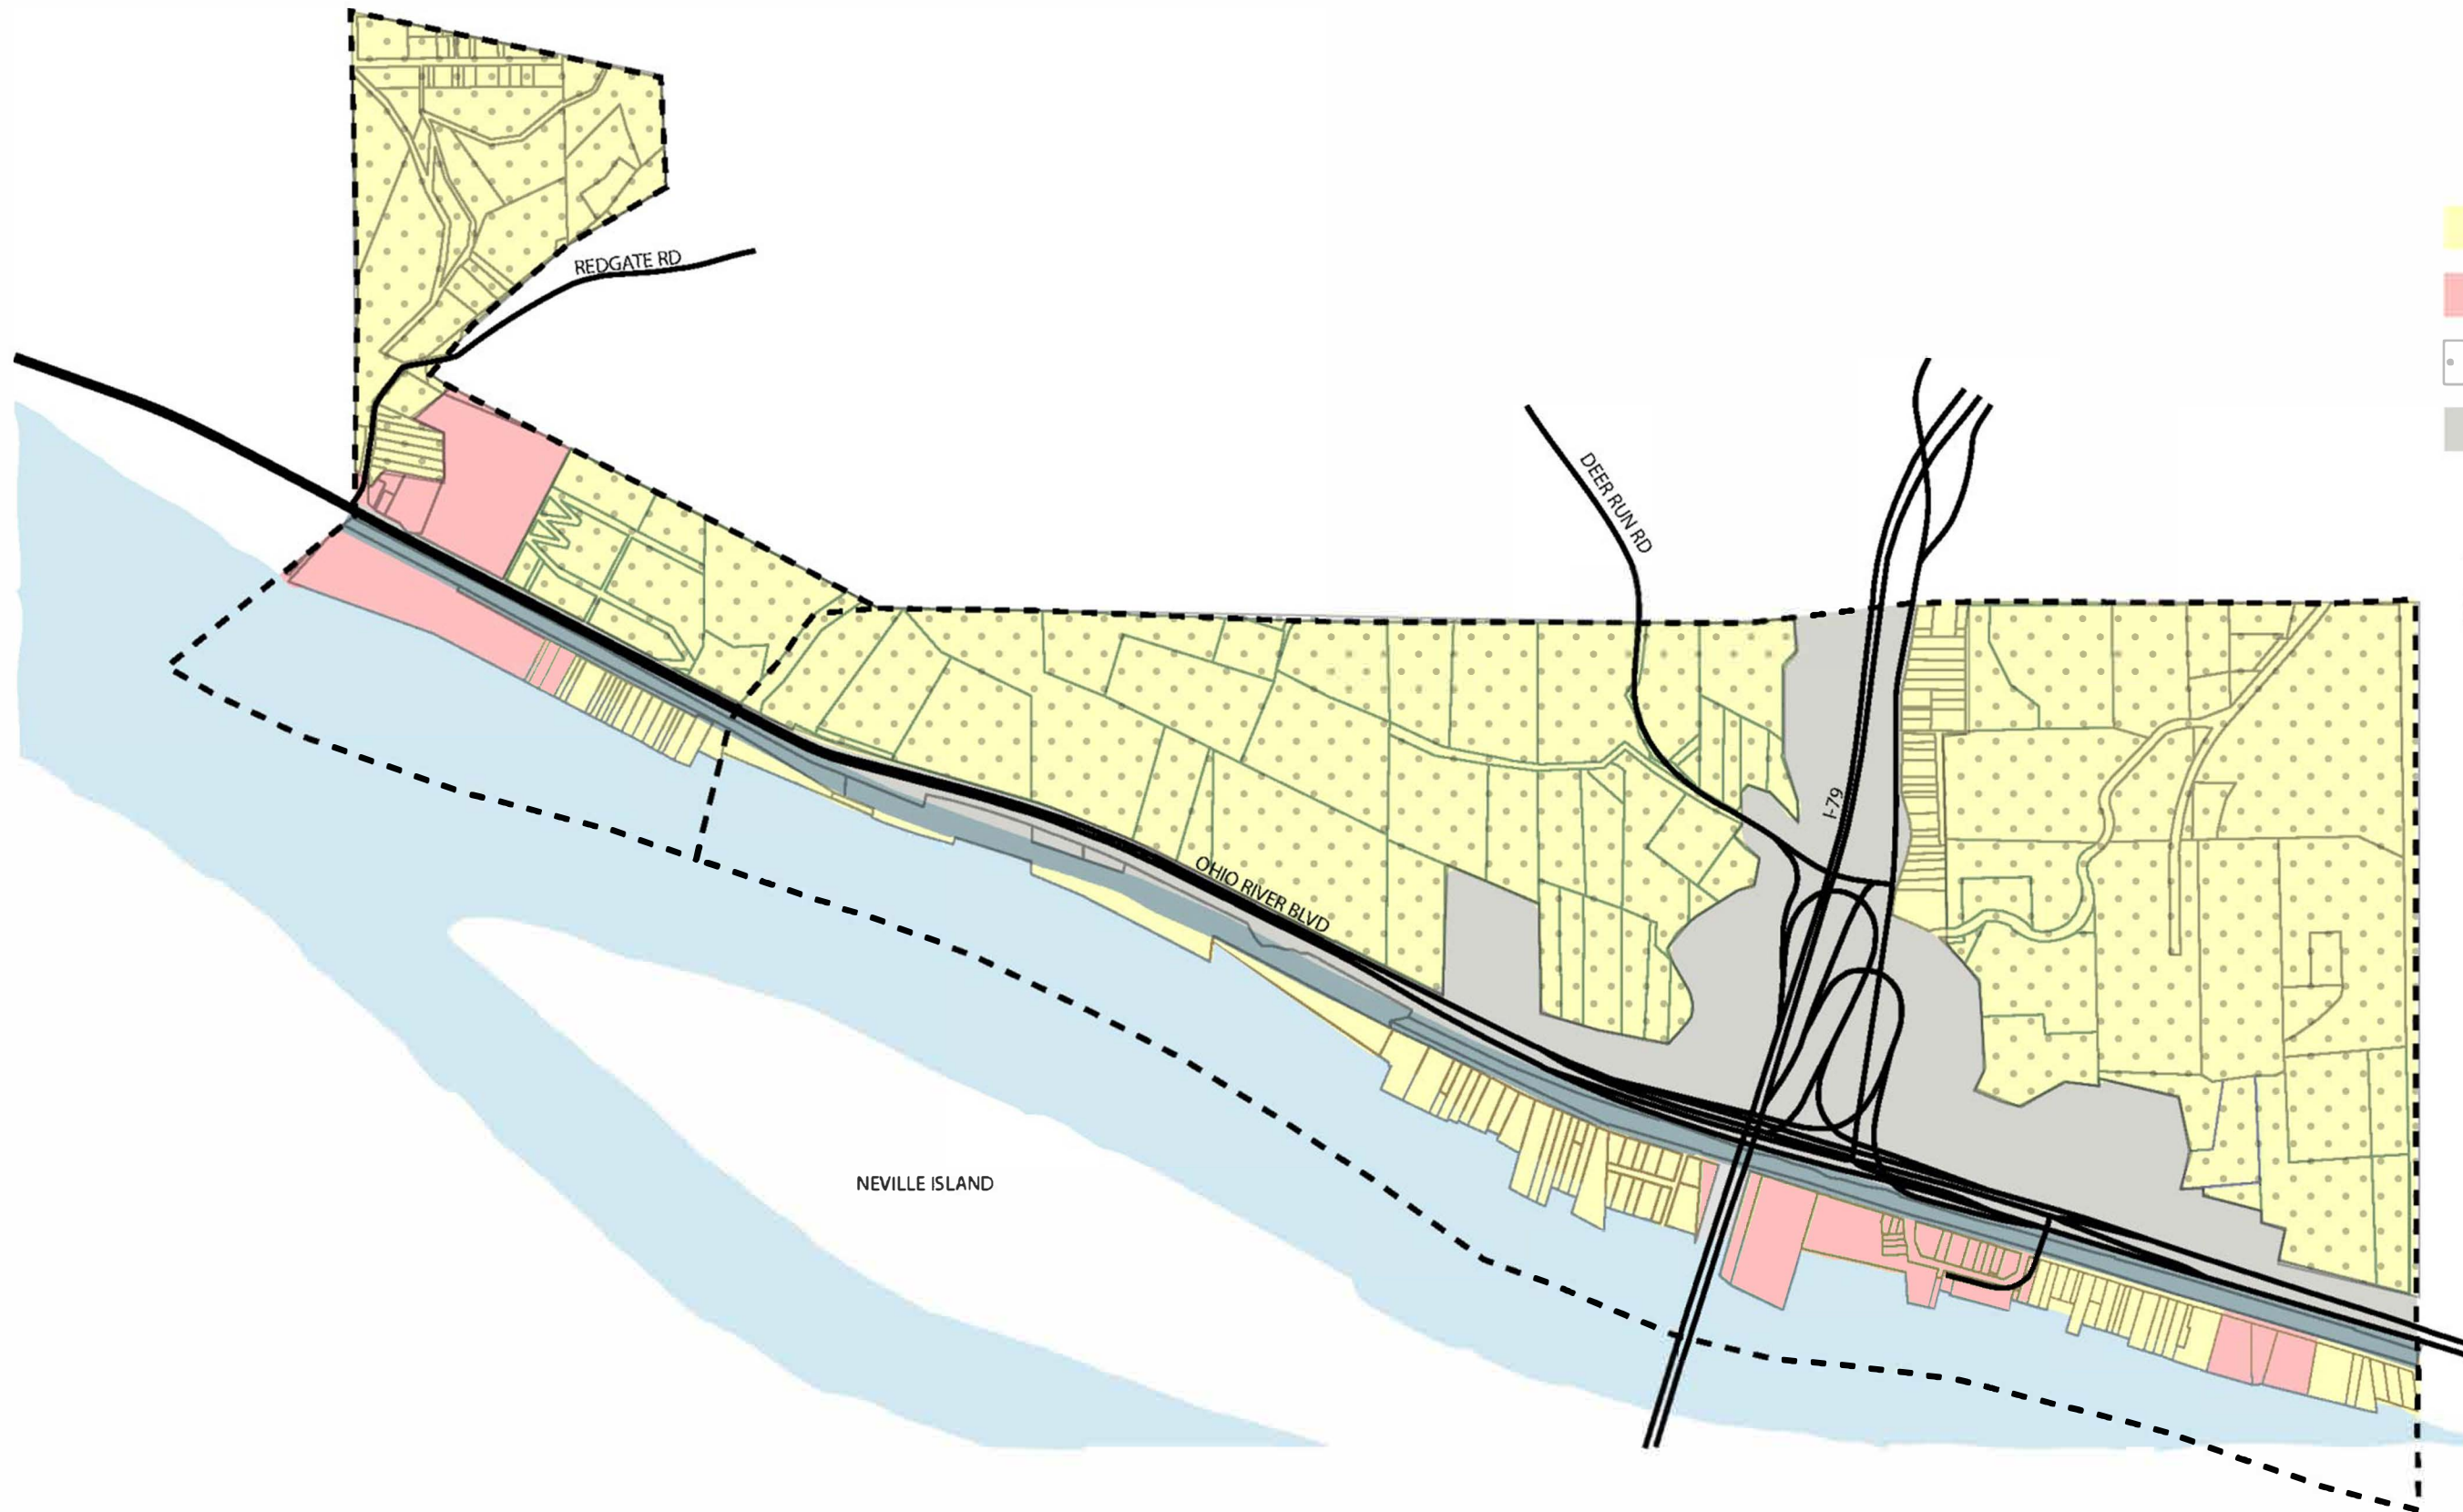 REDGATE RD
DEER RUN RD
I-79
OHIO RIVER BLVD
NEVILLE ISLAND